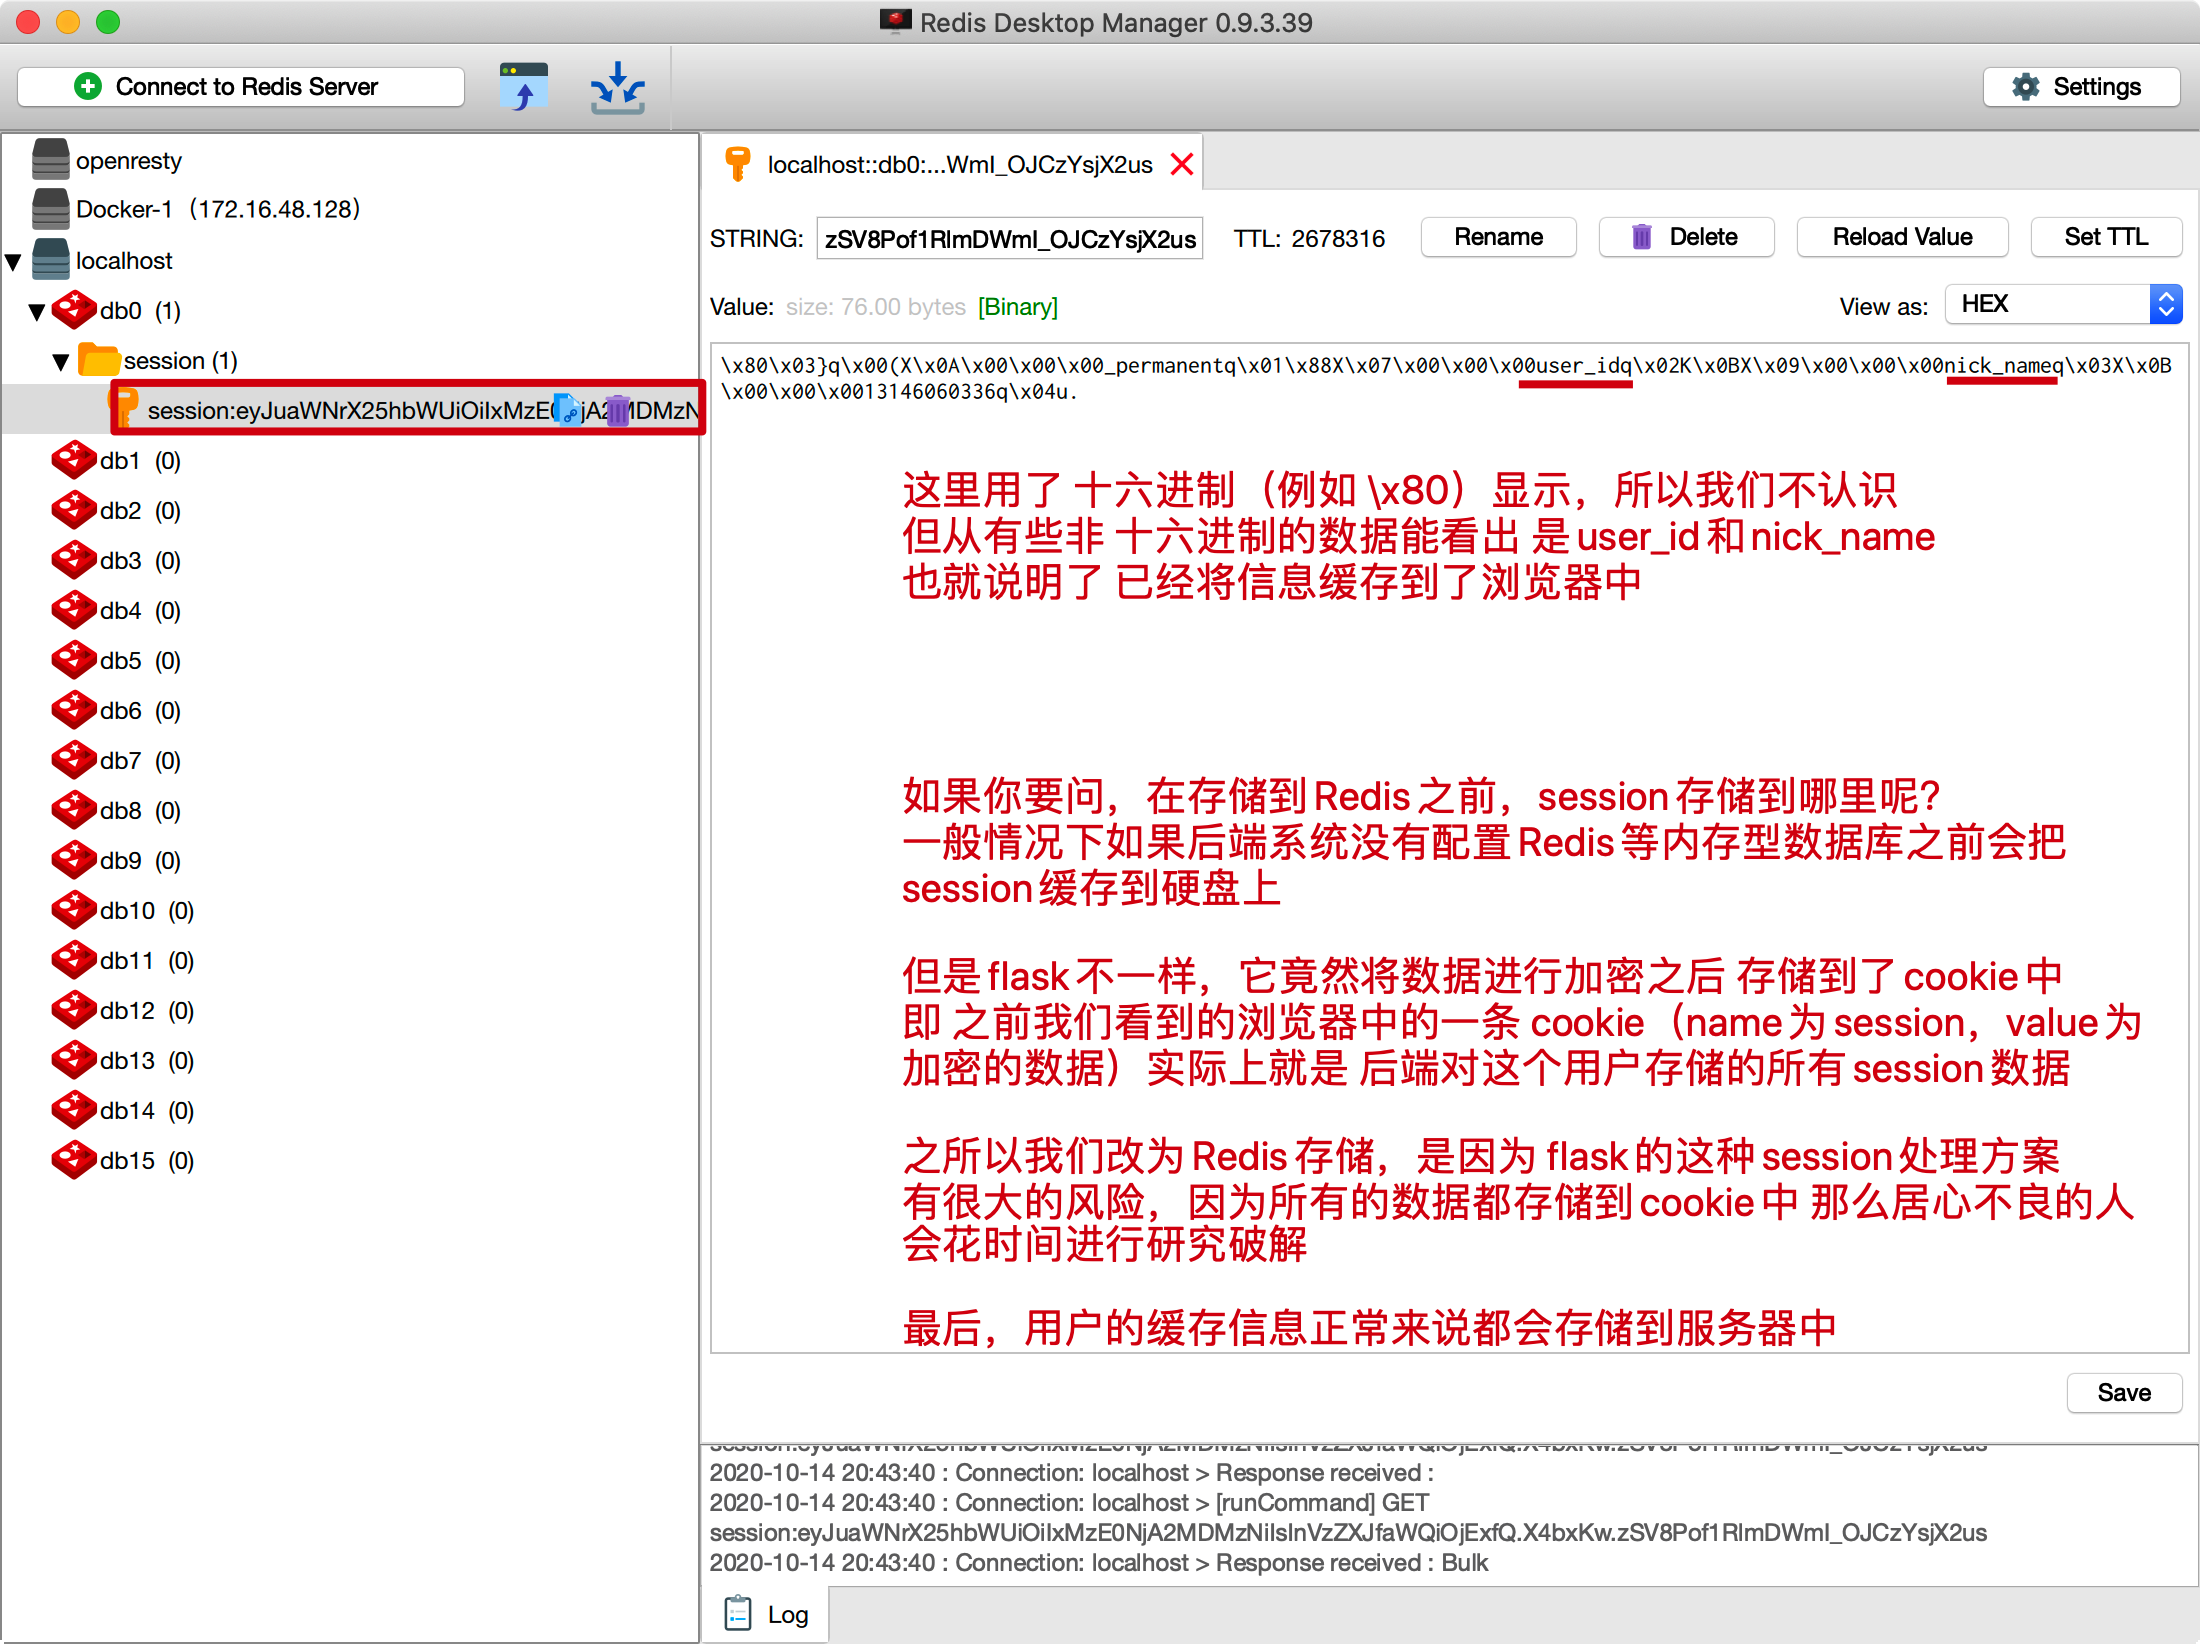 Redis Desktop Manager 0.9.3.39
Connect to Redis Server
Settings
openresty
Docker-1（172.16.48.128）
localhost
db0 (1)
session (1)
session:eyJuaWNrX25hbWUiOiIxMzE0 jA2MDMzN
db1 (0)
db2 (0)
db3 (0)
db4 (0)
db5 (0)
db6 (0)
db7 (0)
db8 (0)
db9 (0)
db10 (0)
db11 (0)
db12 (0)
db13 (0)
db14 (0)
db15 (0)
localhost::db0:...WmI_OJCzYsjX2us
STRING: zSV8Pof1RlmDWmI_OJCzYsjX2us TTL: 2678316 Rename Delete Reload Value Set TTL
Value: size: 76.00 bytes [Binary] View as: HEX
\x80\x03}q\x00(X\x0A\x00\x00\x00_permanentq\x01\x88X\x07\x00\x00\x00user_idq\x02K\x0BX\x09\x00\x00\x00nick_nameq\x03X\x0B
\x00\x00\x0013146060336q\x04u.
这里用了 十六进制（例如 \x80）显示，所以我们不认识
但从有些非 十六进制的数据能看出 是user_id和nick_name
也就说明了 已经将信息缓存到了浏览器中
如果你要问，在存储到Redis之前，session存储到哪里呢?
一般情况下如果后端系统没有配置Redis等内存型数据库之前会把
session缓存到硬盘上
但是flask不一样，它竟然将数据进行加密之后 存储到了cookie中
即 之前我们看到的浏览器中的一条 cookie（name为session，value为
加密的数据）实际上就是 后端对这个用户存储的所有session数据
之所以我们改为Redis存储，是因为 flask的这种session处理方案
有很大的风险，因为所有的数据都存储到cookie中 那么居心不良的人
会花时间进行研究破解
最后，用户的缓存信息正常来说都会存储到服务器中
Save
session:eyJuaWNrX25hbWUiOiIxMzE0NjA2MDMzNiIsInVzZXJfaWQiOjExfQ.X4bxKw.zSV8Pof1RlmDWmI_OJCzYsjX2us
2020-10-14 20:43:40 : Connection: localhost > Response received :
2020-10-14 20:43:40 : Connection: localhost > [runCommand] GET
session:eyJuaWNrX25hbWUiOiIxMzE0NjA2MDMzNiIsInVzZXJfaWQiOjExfQ.X4bxKw.zSV8Pof1RlmDWmI_OJCzYsjX2us
2020-10-14 20:43:40 : Connection: localhost > Response received : Bulk
Log